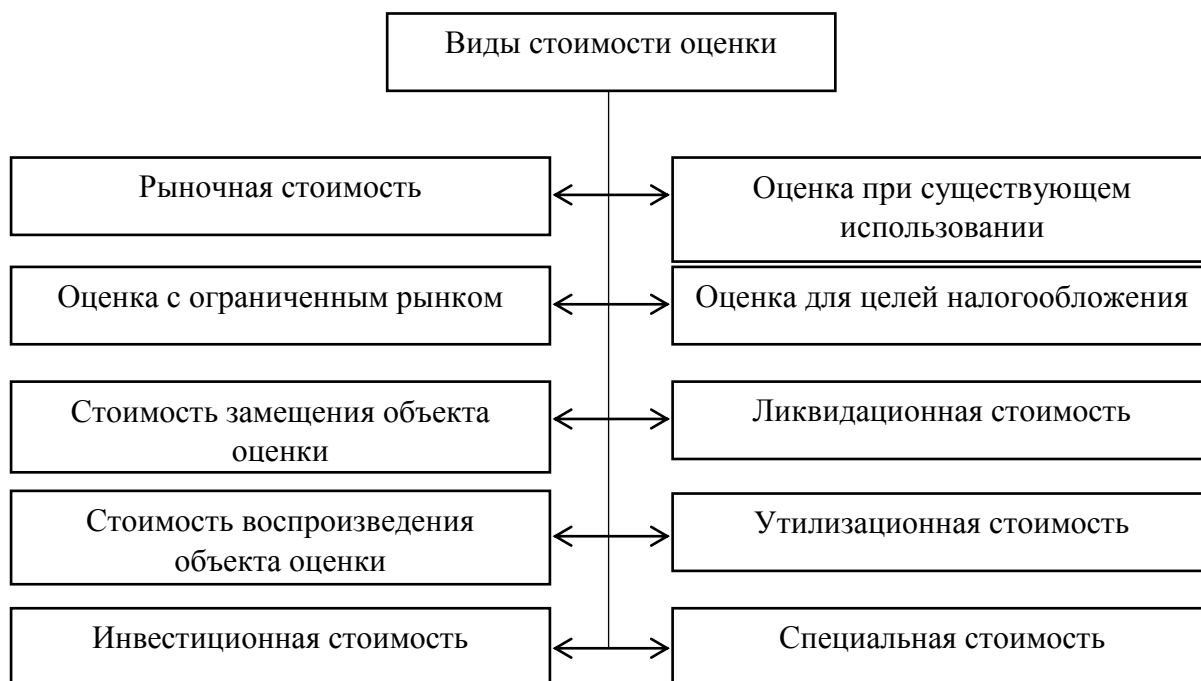 Виды стоимости оценки
Рыночная стоимость
Оценка при существующем
использовании
Оценка с ограниченным рынком
Оценка для целей налогообложения
Стоимость замещения объекта
оценки
Ликвидационная стоимость
Стоимость воспроизведения
объекта оценки
Утилизационная стоимость
Инвестиционная стоимость
Специальная стоимость